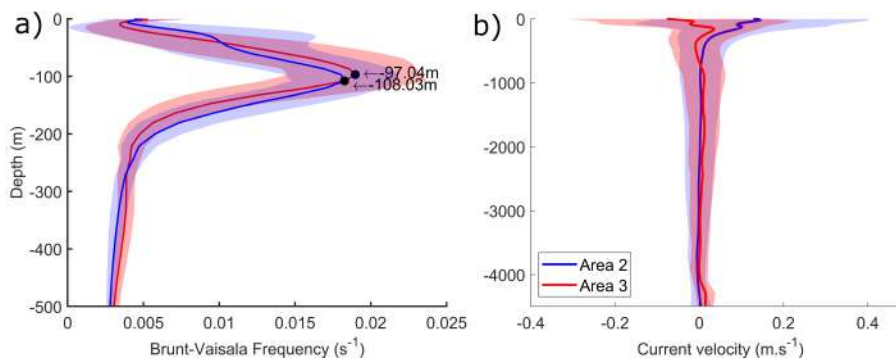 a)
0
-100
-200
-300
-400
-500
Depth (m)
←-97.04m
←-108.03m
0
0.005
0.01
0.015
0.02
0.025
Brunt-Vaisala Frequency (s⁻¹)
b)
0
-1000
-2000
-3000
-4000
Area 2
Area 3
-0.4
-0.2
0
0.2
0.4
Current velocity (m.s⁻¹)